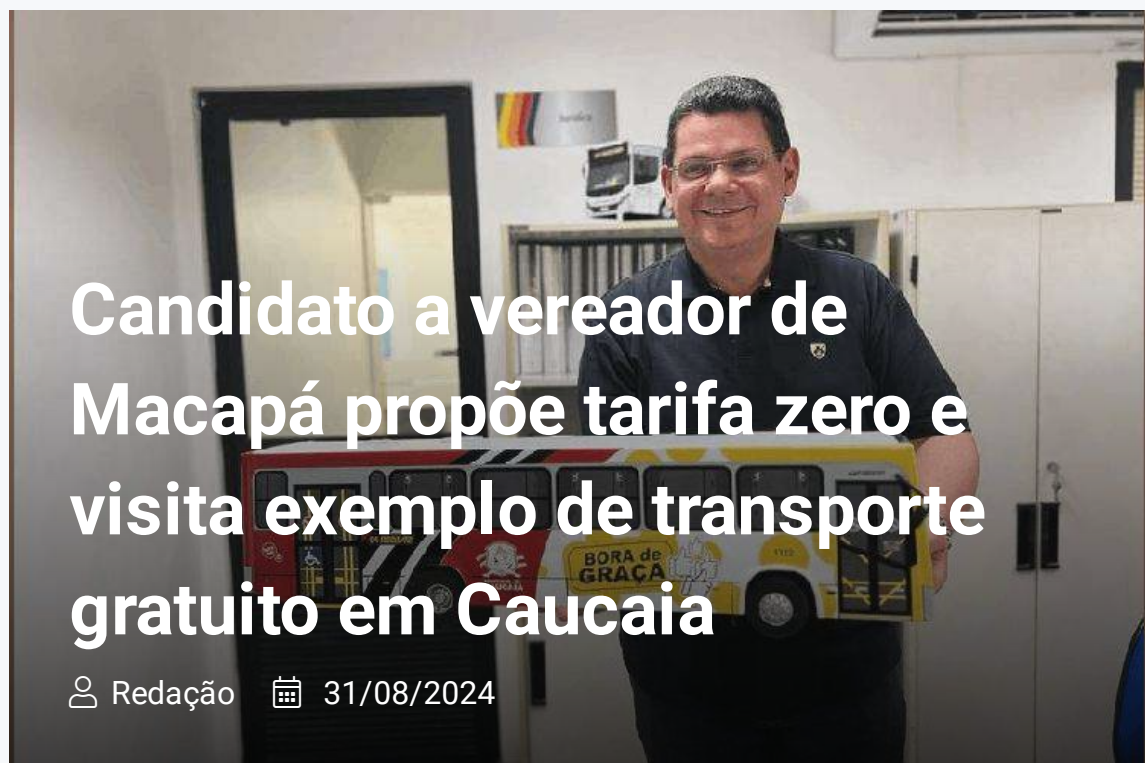 Candidato a vereador de
Macapá propõe tarifa zero e
visita exemplo de transporte
gratuito em Caucaia
Redação 31/08/2024
BORA de
GRAÇA